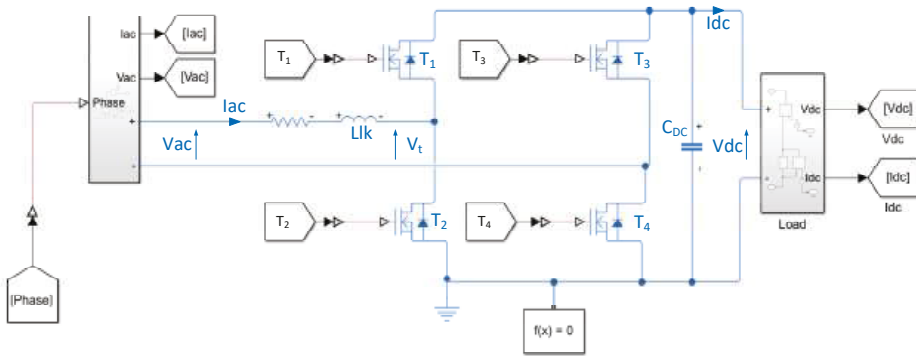 Iac
[Iac]
Vac
[Vac]
Phase
+
Iac
+
-
+
-
Llk
Vac
Vt
[Phase]
T1
T1
T3
T3
T2
T2
T4
T4
Idc
CDC
+
-
Vdc
+
Vdc
[Vdc]
Vdc
Idc
[Idc]
Idc
Load
f(x) = 0